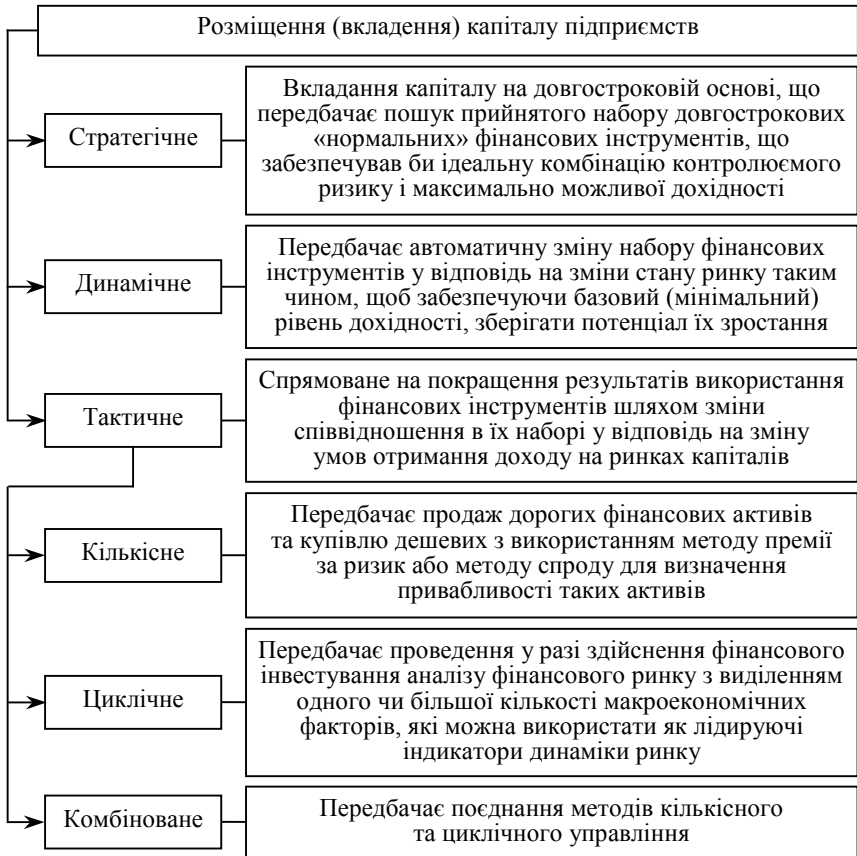 Розміщення (вкладення) капіталу підприємств
Стратегічне
Вкладання капіталу на довгостроковій основі, що
передбачає пошук прийнятого набору довгострокових
«нормальних» фінансових інструментів, що
забезпечував би ідеальну комбінацію контролюємого
ризику і максимально можливої дохідності
Динамічне
Передбачає автоматичну зміну набору фінансових
інструментів у відповідь на зміни стану ринку таким
чином, щоб забезпечуючи базовий (мінімальний)
рівень дохідності, зберігати потенціал їх зростання
Тактичне
Спрямоване на покращення результатів використання
фінансових інструментів шляхом зміни
співвідношення в їх наборі у відповідь на зміну
умов отримання доходу на ринках капіталів
Кількісне
Передбачає продаж дорогих фінансових активів
та купівлю дешевих з використанням методу премії
за ризик або методу спроду для визначення
привабливості таких активів
Циклічне
Передбачає проведення у разі здійснення фінансового
інвестування аналізу фінансового ринку з виділенням
одного чи більшої кількості макроекономічних
факторів, які можна використати як лідируючі
індикатори динаміки ринку
Комбіноване
Передбачає поєднання методів кількісного
та циклічного управління